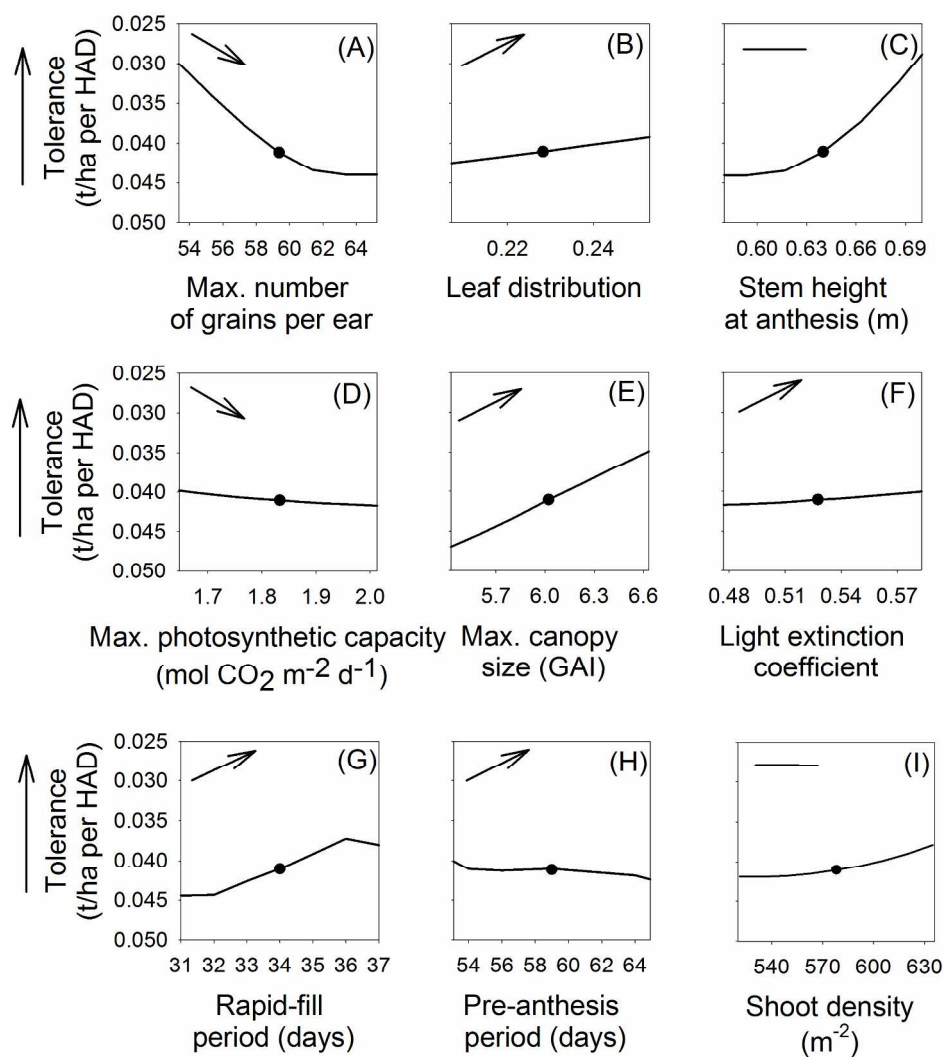 Tolerance
(t/ha per HAD)
0.025
0.030
0.035
0.040
0.045
0.050
(A)
54 56 58 60 62 64
Max. number
of grains per ear
(B)
0.22 0.24
Leaf distribution
(C)
0.60 0.63 0.66 0.69
Stem height
at anthesis (m)
Tolerance
(t/ha per HAD)
0.025
0.030
0.035
0.040
0.045
0.050
(D)
1.7 1.8 1.9 2.0
Max. photosynthetic capacity
(mol CO2 m-2 d-1)
(E)
5.7 6.0 6.3 6.6
Max. canopy
size (GAI)
(F)
0.48 0.51 0.54 0.57
Light extinction
coefficient
Tolerance
(t/ha per HAD)
0.025
0.030
0.035
0.040
0.045
0.050
(G)
31 32 33 34 35 36 37
Rapid-fill
period (days)
(H)
54 56 58 60 62 64
Pre-anthesis
period (days)
(I)
540 570 600 630
Shoot density
(m-2)